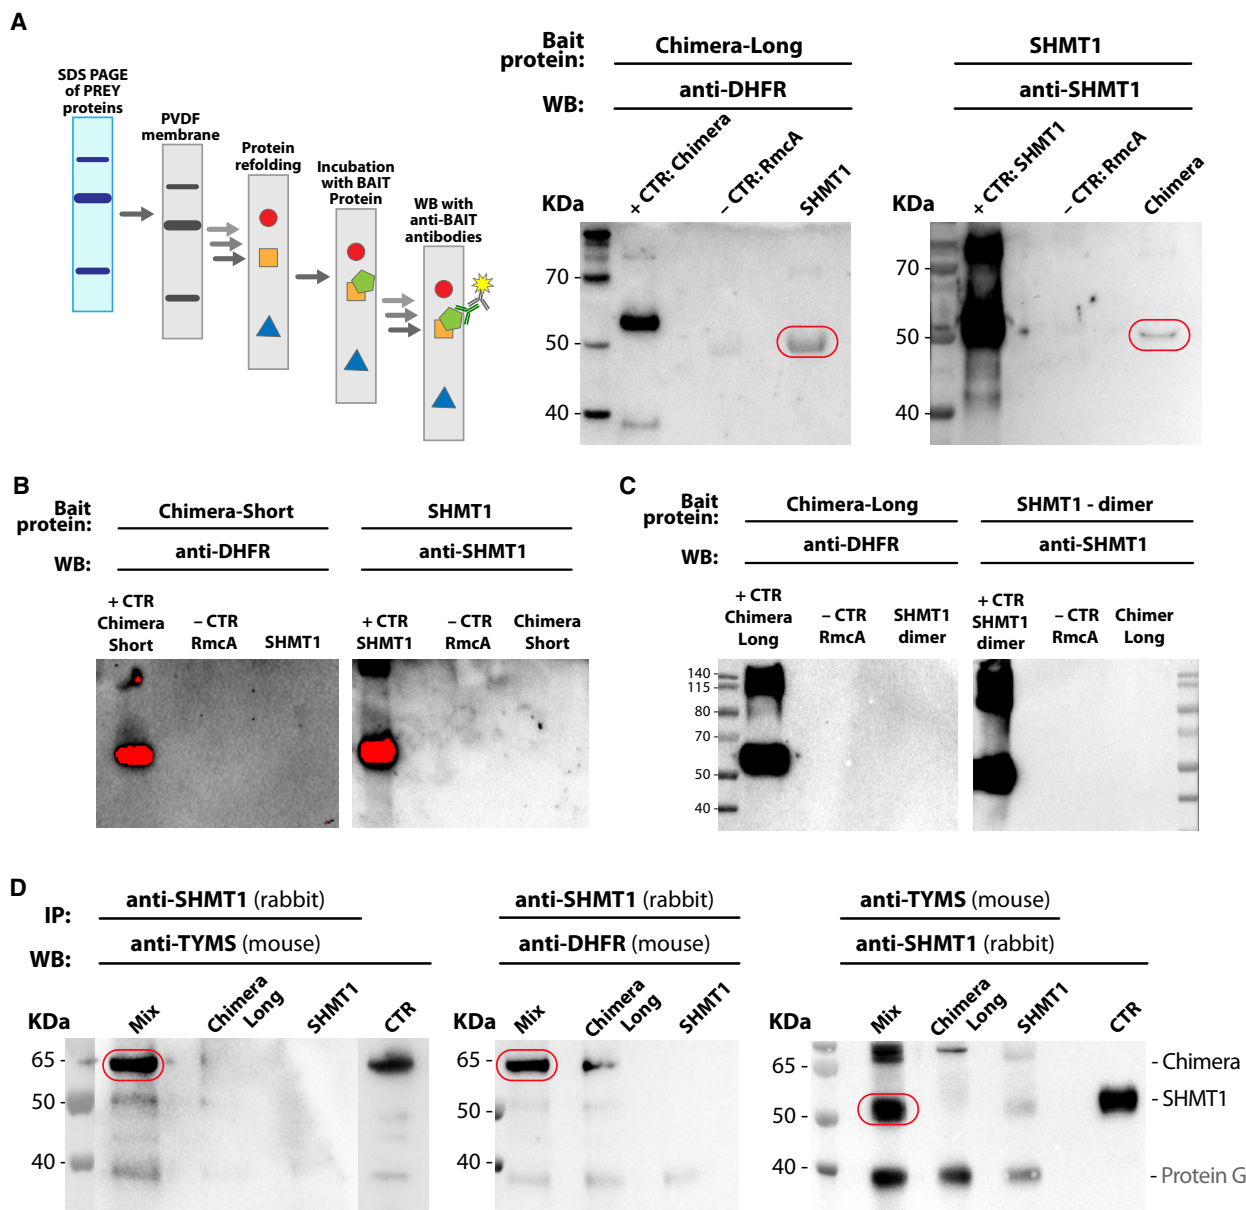 A
SDS PAGE
of PREY
proteins
PVDF
membrane
Protein
refolding
Incubation
with BAIT
Protein
WB with
anti-BAIT
antibodies
Bait
protein:
Chimera-Long
SHMT1
WB:
anti-DHFR
anti-SHMT1
KDa
+ CTR: Chimera
– CTR: RmcA
SHMT1
70 -
50 -
40 -
+ CTR: SHMT1
– CTR: RmcA
Chimera
KDa
70 -
50 -
40 -
B
Bait
protein:
Chimera-Short
SHMT1
WB:
anti-DHFR
anti-SHMT1
+ CTR
Chimera
Short
– CTR
RmcA
SHMT1
+ CTR
SHMT1
– CTR
RmcA
Chimera
Short
C
Bait
protein:
Chimera-Long
SHMT1 - dimer
WB:
anti-DHFR
anti-SHMT1
+ CTR
Chimera
Long
– CTR
RmcA
SHMT1
dimer
+ CTR
SHMT1
dimer
– CTR
RmcA
Chimer
Long
140 -
115 -
80 -
70 -
50 -
40 -
D
IP:
anti-SHMT1 (rabbit)
anti-SHMT1 (rabbit)
anti-TYMS (mouse)
WB:
anti-TYMS (mouse)
anti-DHFR (mouse)
anti-SHMT1 (rabbit)
KDa
Mix
Chimera
Long
SHMT1
CTR
65 -
50 -
40 -
KDa
Mix
Chimera
Long
SHMT1
65 -
50 -
40 -
KDa
Mix
Chimera
Long
SHMT1
CTR
65 -
50 -
40 -
- Chimera
- SHMT1
- Protein G